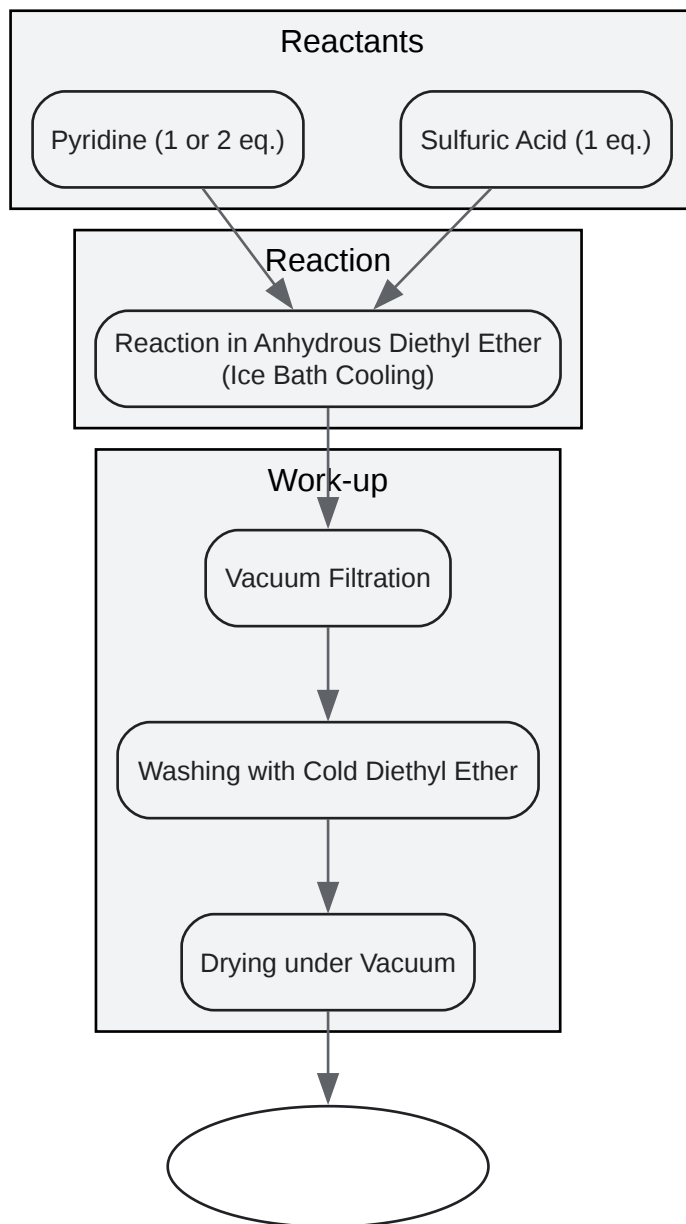 Reactants
Pyridine (1 or 2 eq.)
Sulfuric Acid (1 eq.)
Reaction
Reaction in Anhydrous Diethyl Ether
(Ice Bath Cooling)
Work-up
Vacuum Filtration
Washing with Cold Diethyl Ether
Drying under Vacuum